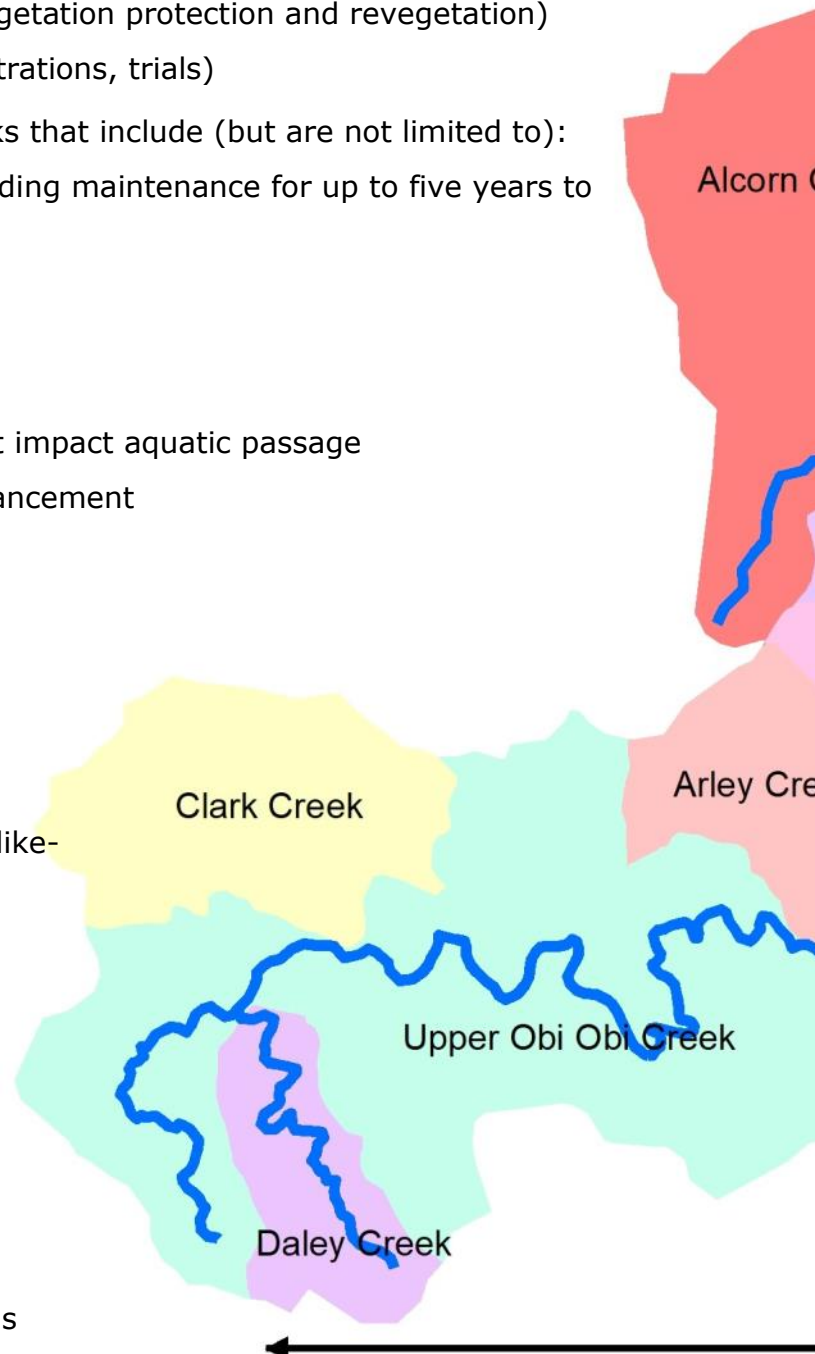 getation protection and revegetation)
trations, trials)
ks that include (but are not limited to):
ding maintenance for up to five years to
Alcorn
t impact aquatic passage
ancement
Arley Cre
Clark Creek
like-
Upper Obi Obi Creek
Daley Creek
s